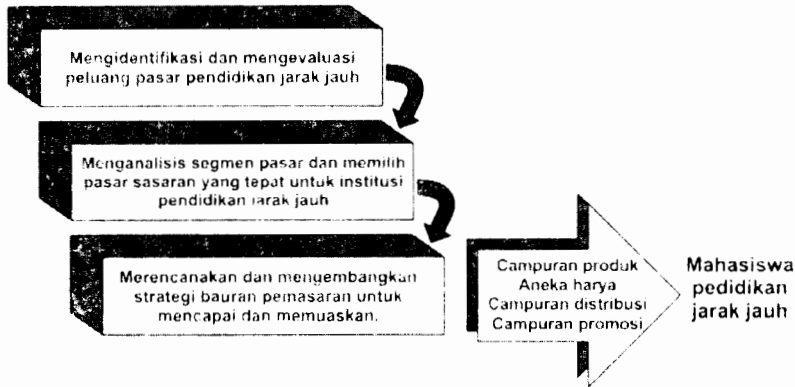 Mengidentifikasi dan mengevaluasi
peluang pasar pendidikan jarak jauh
Menganalisis segmen pasar dan memilih
pasar sasaran yang tepat untuk institusi
pendidikan jarak jauh
Merencanakan dan mengembangkan
strategi bauran pemasaran untuk
mencapai dan memuaskan.
Campuran produk
Aneka harya
Campuran distribusi
Campuran promosi
Mahasiswa
pedidikan
jarak jauh